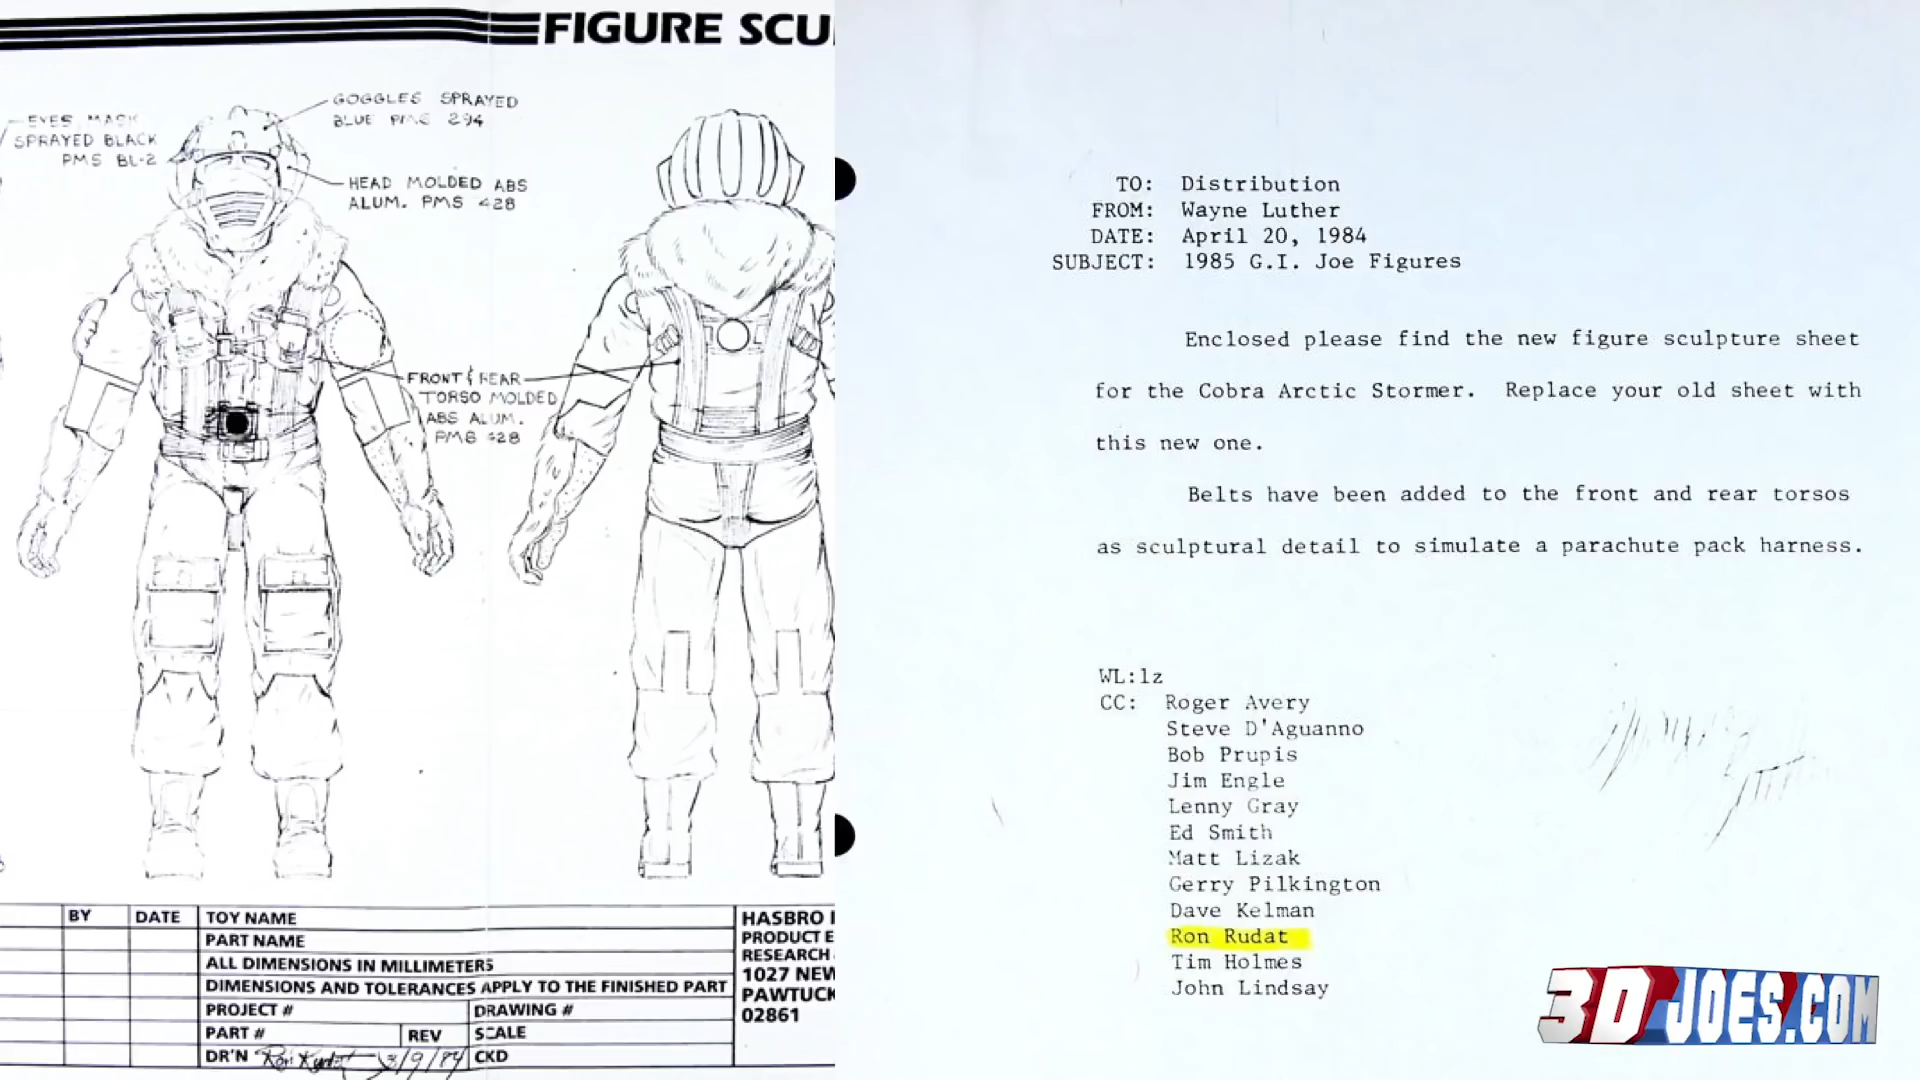 FIGURE SCU
GOGGLES SPRAYED
BLUE PMS 294
EYES MASK
SPRAYED BLACK
PMS BL-2
HEAD MOLDED ABS
ALUM. PMS 428
FRONT & REAR
TORSO MOLDED
ABS ALUM.
PMS 428
BY DATE TOY NAME
PART NAME
ALL DIMENSIONS IN MILLIMETERS
DIMENSIONS AND TOLERANCES APPLY TO THE FINISHED PART
PROJECT # DRAWING #
PART # REV SCALE
DR'N Ron Rudat 3/9/84 CKD
HASBRO
PRODUCT E
RESEARCH
1027 NEW
PAWTUCK
02861
TO: Distribution
FROM: Wayne Luther
DATE: April 20, 1984
SUBJECT: 1985 G.I. Joe Figures
Enclosed please find the new figure sculpture sheet
for the Cobra Arctic Stormer. Replace your old sheet with
this new one.
Belts have been added to the front and rear torsos
as sculptural detail to simulate a parachute pack harness.
WL:lz
CC: Roger Avery
Steve D'Aguanno
Bob Prupis
Jim Engle
Lenny Gray
Ed Smith
Matt Lizak
Gerry Pilkington
Dave Kelman
Ron Rudat
Tim Holmes
John Lindsay
3DJOES.COM